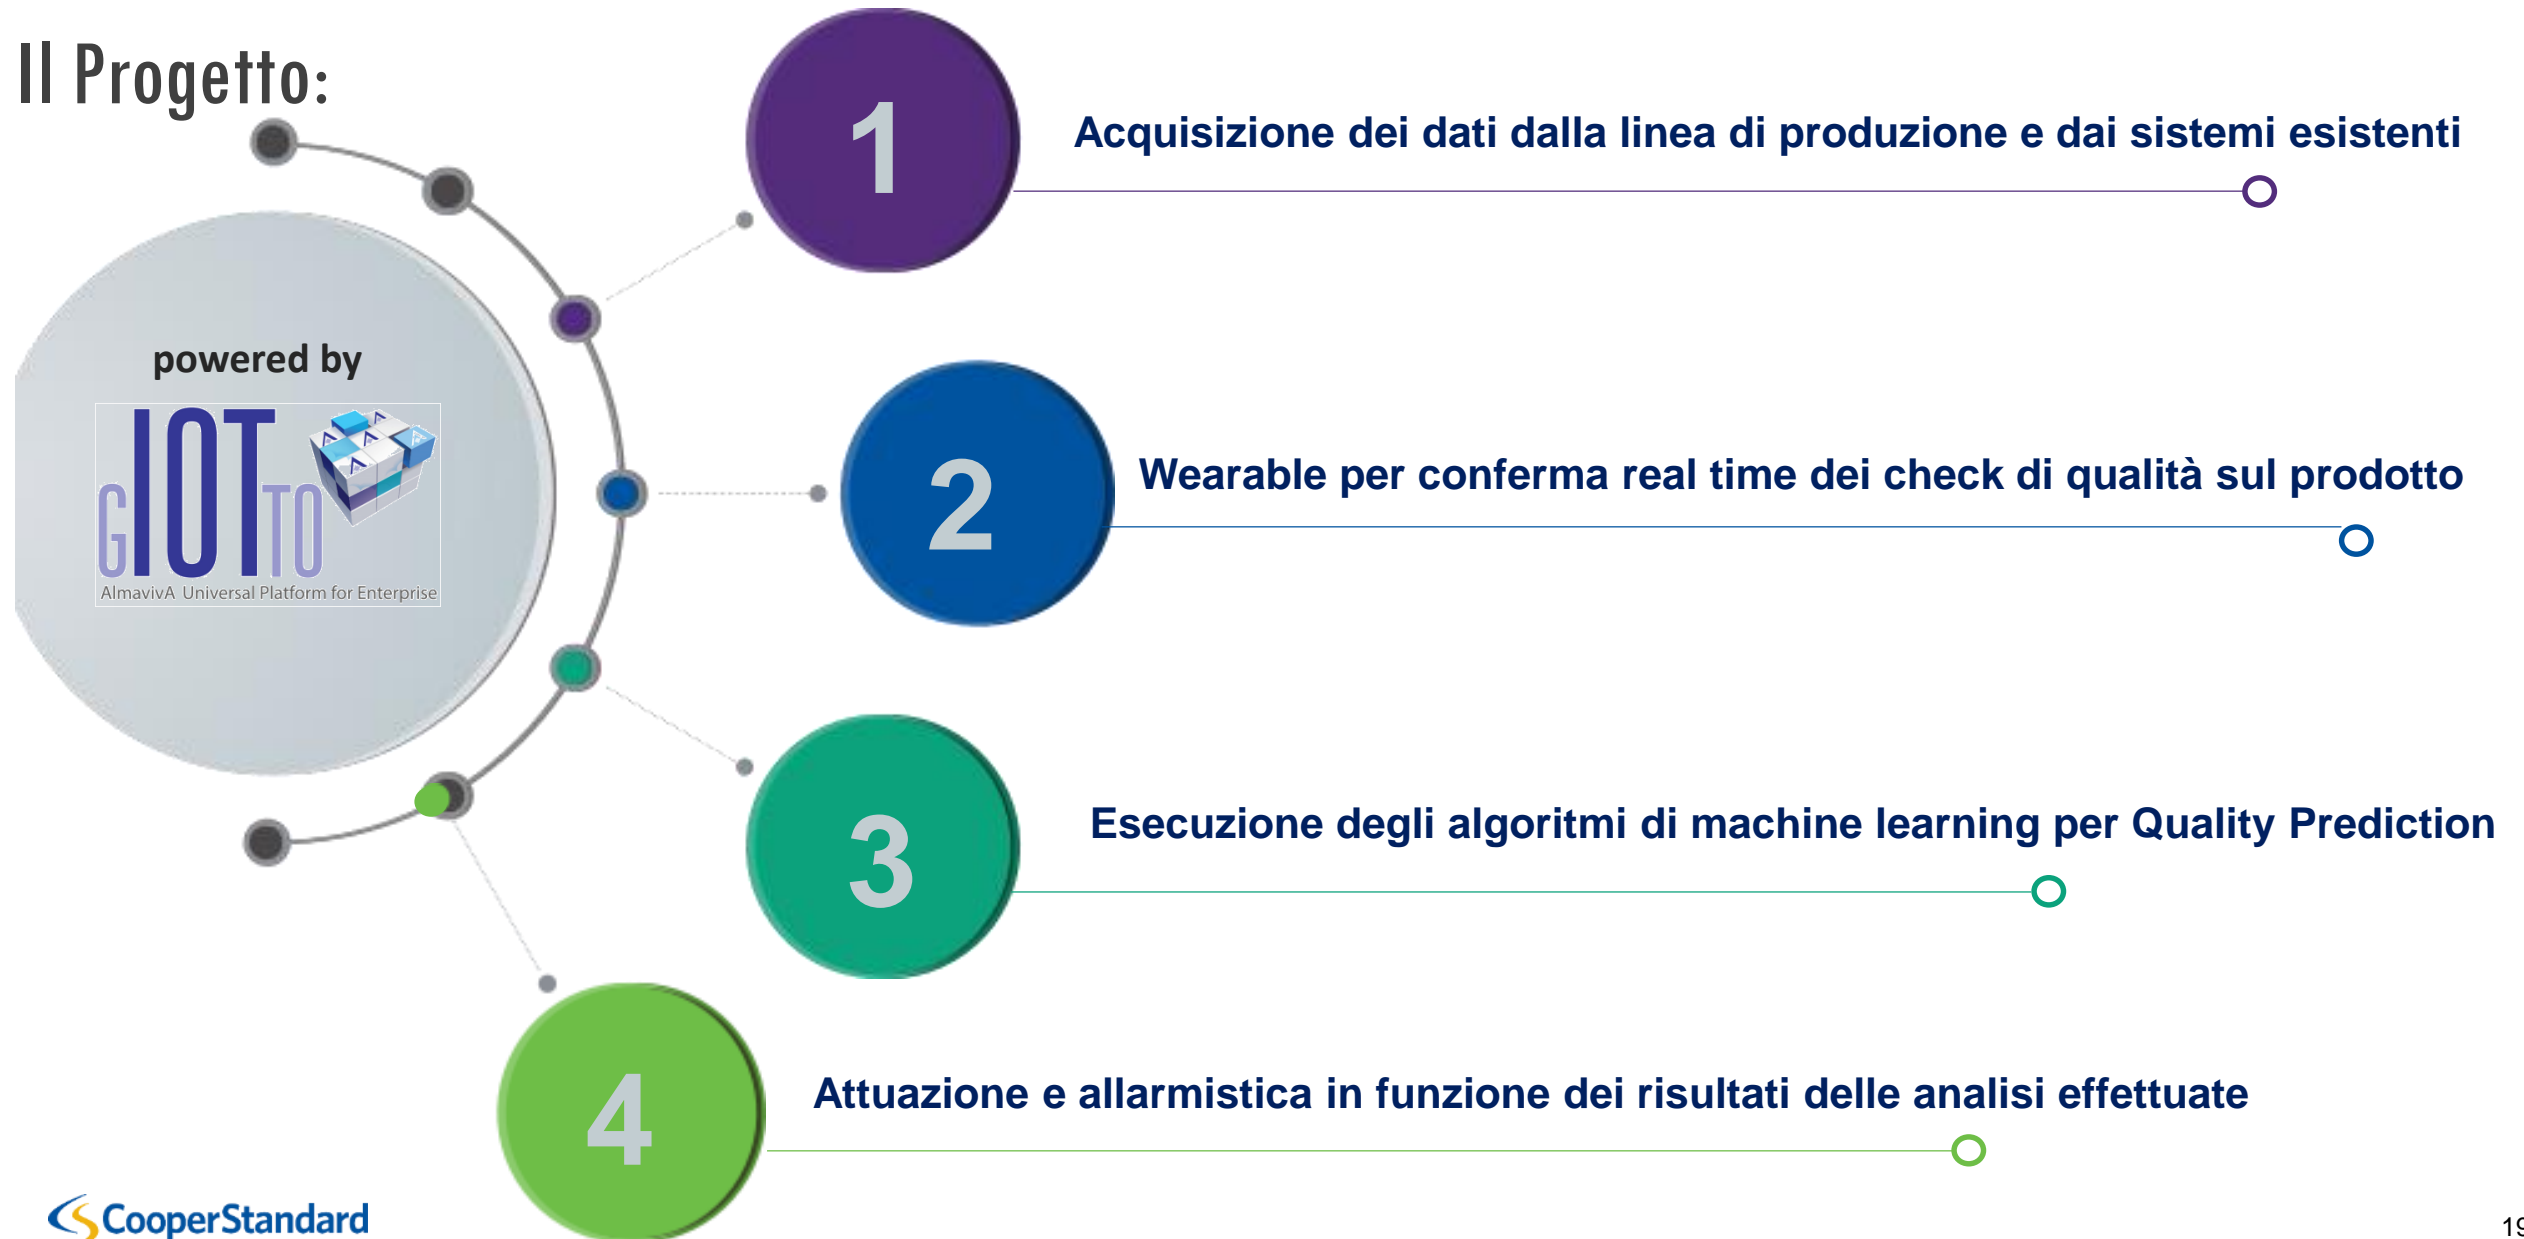 Il Progetto:
1
Acquisizione dei dati dalla linea di produzione e dai sistemi esistenti
powered by
gIOTto
AlmavivA Universal Platform for Enterprise
2
Wearable per conferma real time dei check di qualità sul prodotto
3
Esecuzione degli algoritmi di machine learning per Quality Prediction
4
Attuazione e allarmistica in funzione dei risultati delle analisi effettuate
CooperStandard
19